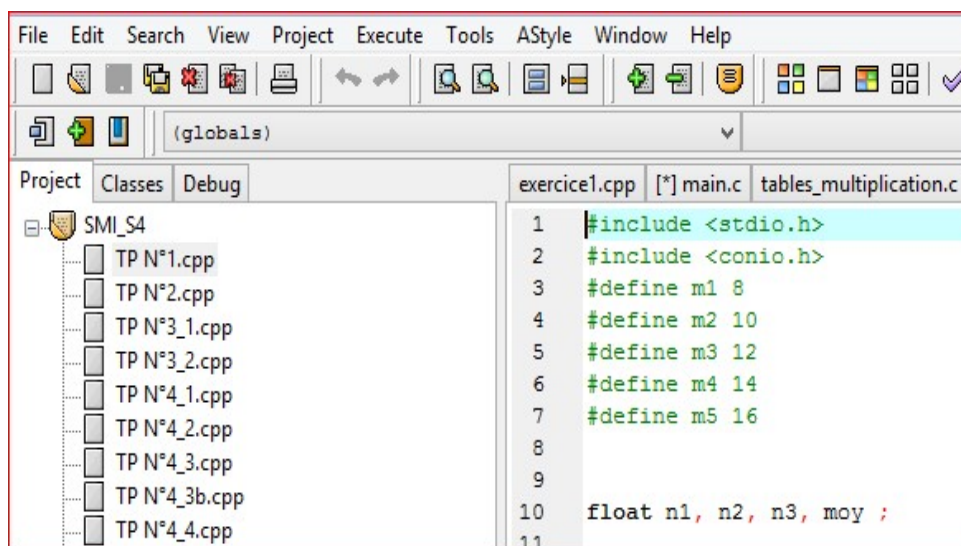 File Edit Search View Project Execute Tools AStyle Window Help
(globals)
Project Classes Debug
SMI_S4
TP N°1.cpp
TP N°2.cpp
TP N°3_1.cpp
TP N°3_2.cpp
TP N°4_1.cpp
TP N°4_2.cpp
TP N°4_3.cpp
TP N°4_3b.cpp
TP N°4_4.cpp
exercice1.cpp [*] main.c tables_multiplication.c
1 #include <stdio.h>
2 #include <conio.h>
3 #define m1 8
4 #define m2 10
5 #define m3 12
6 #define m4 14
7 #define m5 16
8
9
10 float n1, n2, n3, moy ;
11